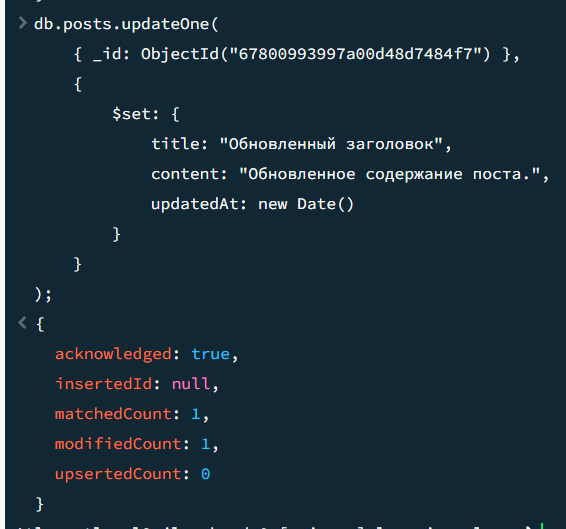 > db.posts.updateOne(
{ _id: ObjectId("67800993997a00d48d7484f7") },
{
$set: {
title: "Обновленный заголовок",
content: "Обновленное содержание поста.",
updatedAt: new Date()
}
}
);
< {
acknowledged: true,
insertedId: null,
matchedCount: 1,
modifiedCount: 1,
upsertedCount: 0
}